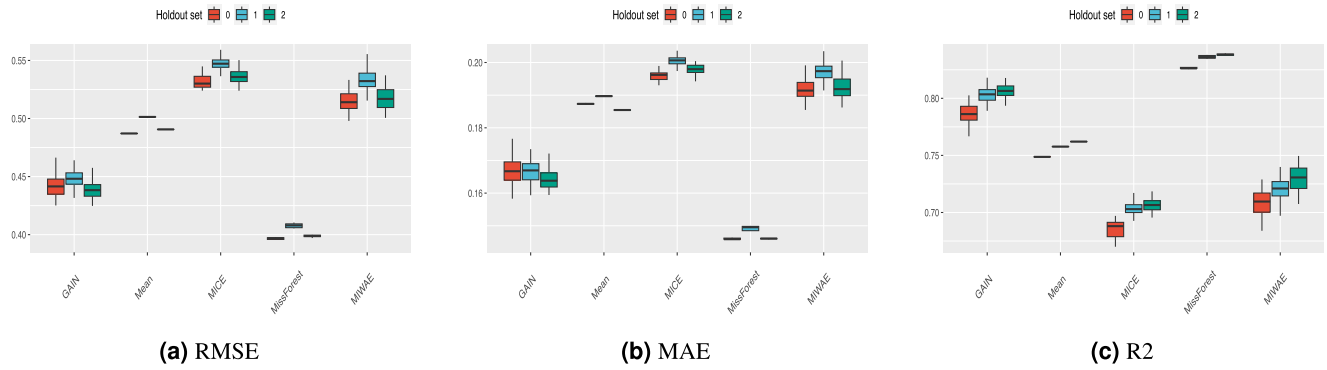 Holdout set 0 1 2
0.55
0.50
0.45
0.40
GAIN
Mean
MICE
MissForest
MIWAE
(a) RMSE
Holdout set 0 1 2
0.20
0.18
0.16
GAIN
Mean
MICE
MissForest
MIWAE
(b) MAE
Holdout set 0 1 2
0.80
0.75
0.70
GAIN
Mean
MICE
MissForest
MIWAE
(c) R2